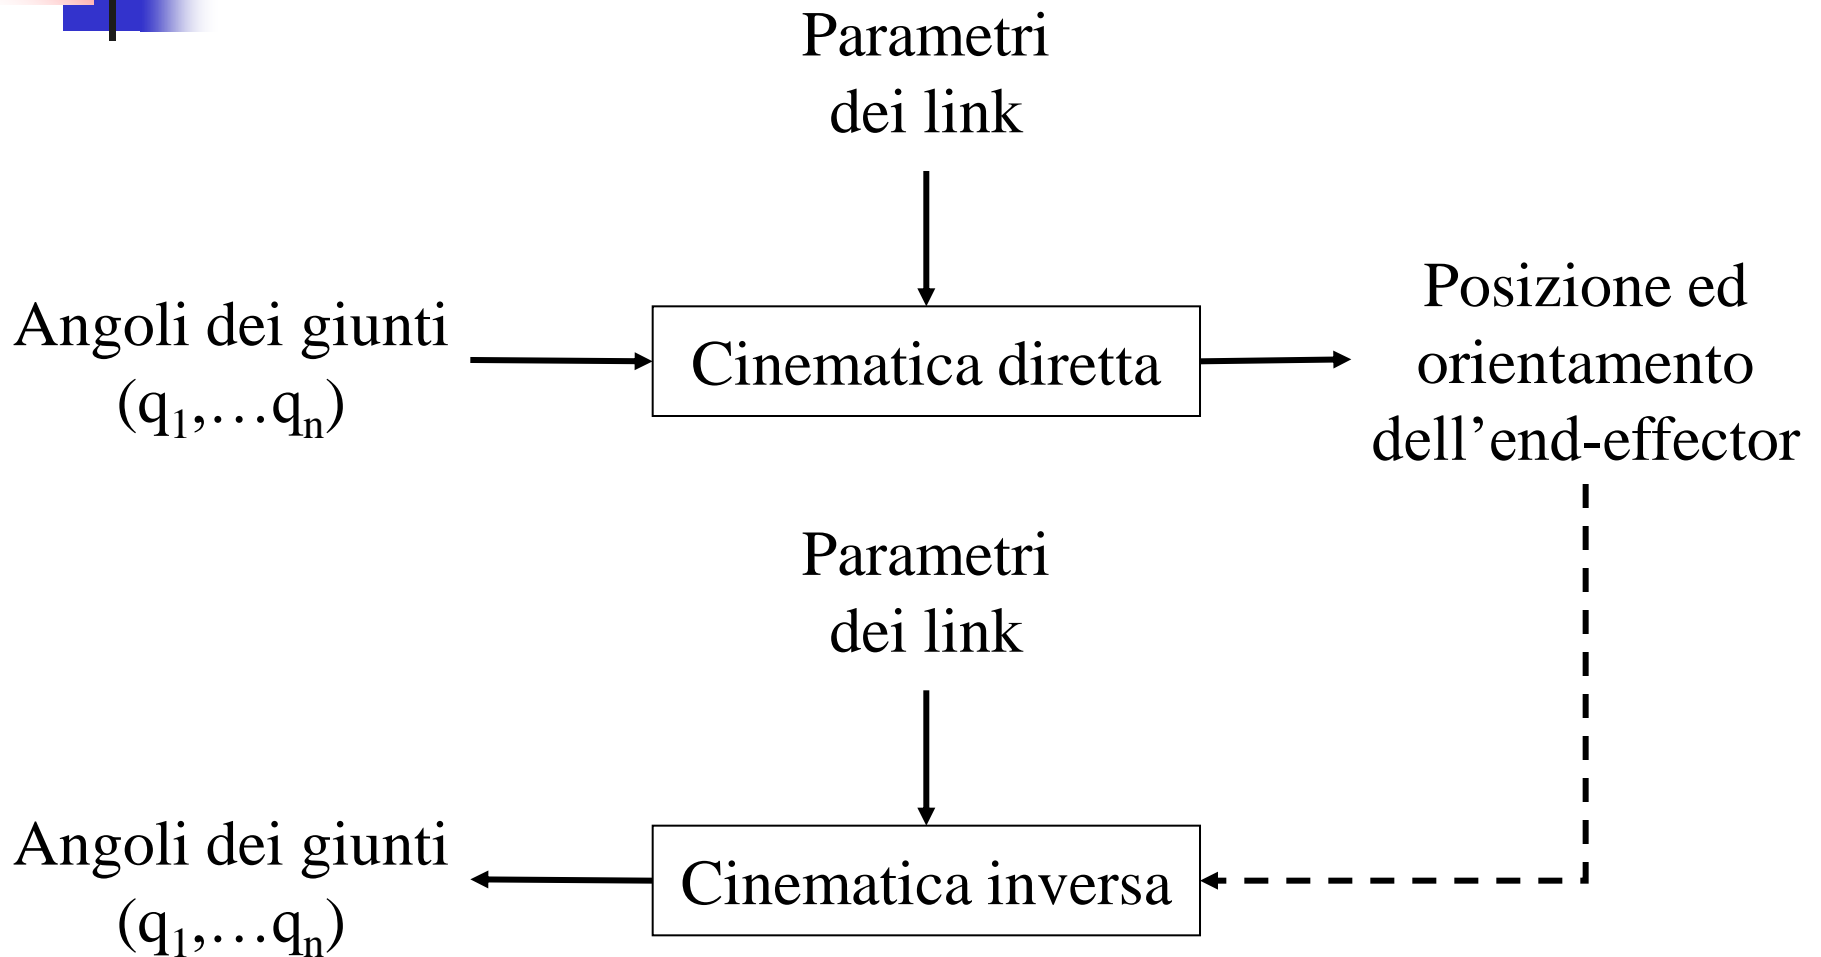 Parametri
dei link
Angoli dei giunti
(q₁,…qₙ)
Cinematica diretta
Posizione ed
orientamento
dell’end-effector
Parametri
dei link
Angoli dei giunti
(q₁,…qₙ)
Cinematica inversa